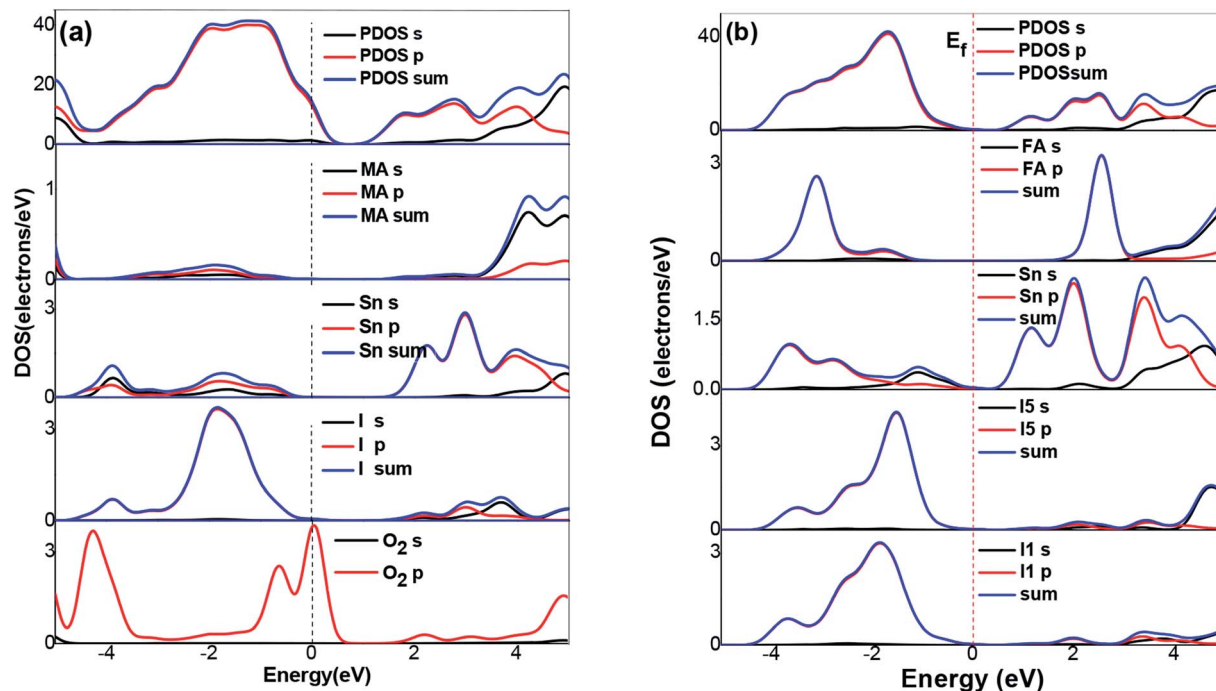 (a)
40
20
0
PDOS s
PDOS p
PDOS sum
1
0
MA s
MA p
MA sum
3
0
Sn s
Sn p
Sn sum
3
0
I s
I p
I sum
3
0
O2 s
O2 p
-4 -2 0 2 4
Energy(eV)
DOS(electrons/eV)
(b)
Ef
40
0
PDOS s
PDOS p
PDOSsum
3
0
FA s
FA p
sum
1.5
0.0
Sn s
Sn p
sum
3
0
I5 s
I5 p
sum
3
0
I1 s
I1 p
sum
-4 -2 0 2 4
Energy (eV)
DOS (electrons/eV)